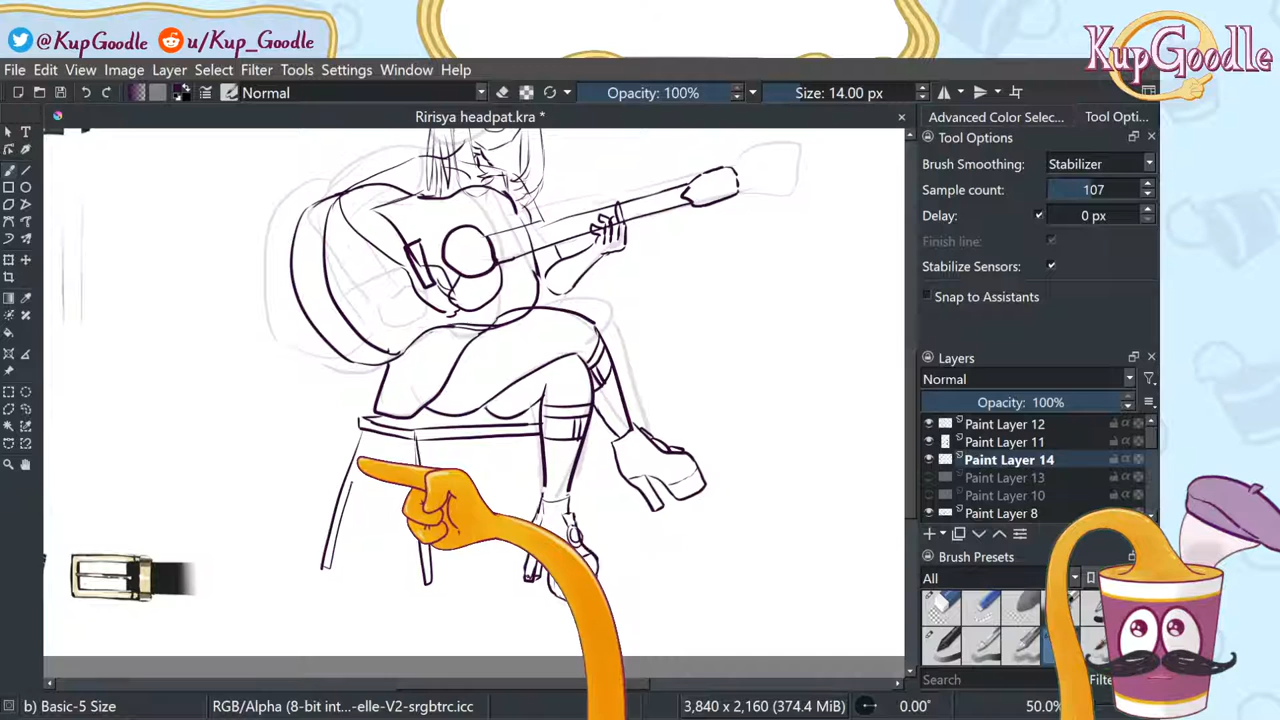 @KupGoodle u/Kup_Goodle
KupGoodle
File Edit View Image Layer Select Filter Tools Settings Window Help
Normal Opacity: 100% Size: 14.00 px
Ririsya headpat.kra *
Advanced Color Selec... Tool Opti...
Tool Options
Brush Smoothing: Stabilizer
Sample count: 107
Delay: 0 px
Finish line:
Stabilize Sensors:
Snap to Assistants
Layers
Normal
Opacity: 100%
Paint Layer 12
Paint Layer 11
Paint Layer 14
Paint Layer 13
Paint Layer 10
Paint Layer 8
Brush Presets
All
Search
b) Basic-5 Size RGB/Alpha (8-bit int...-elle-V2-srgbtrc.icc 3,840 x 2,160 (374.4 MiB) 0.00° 50.0%